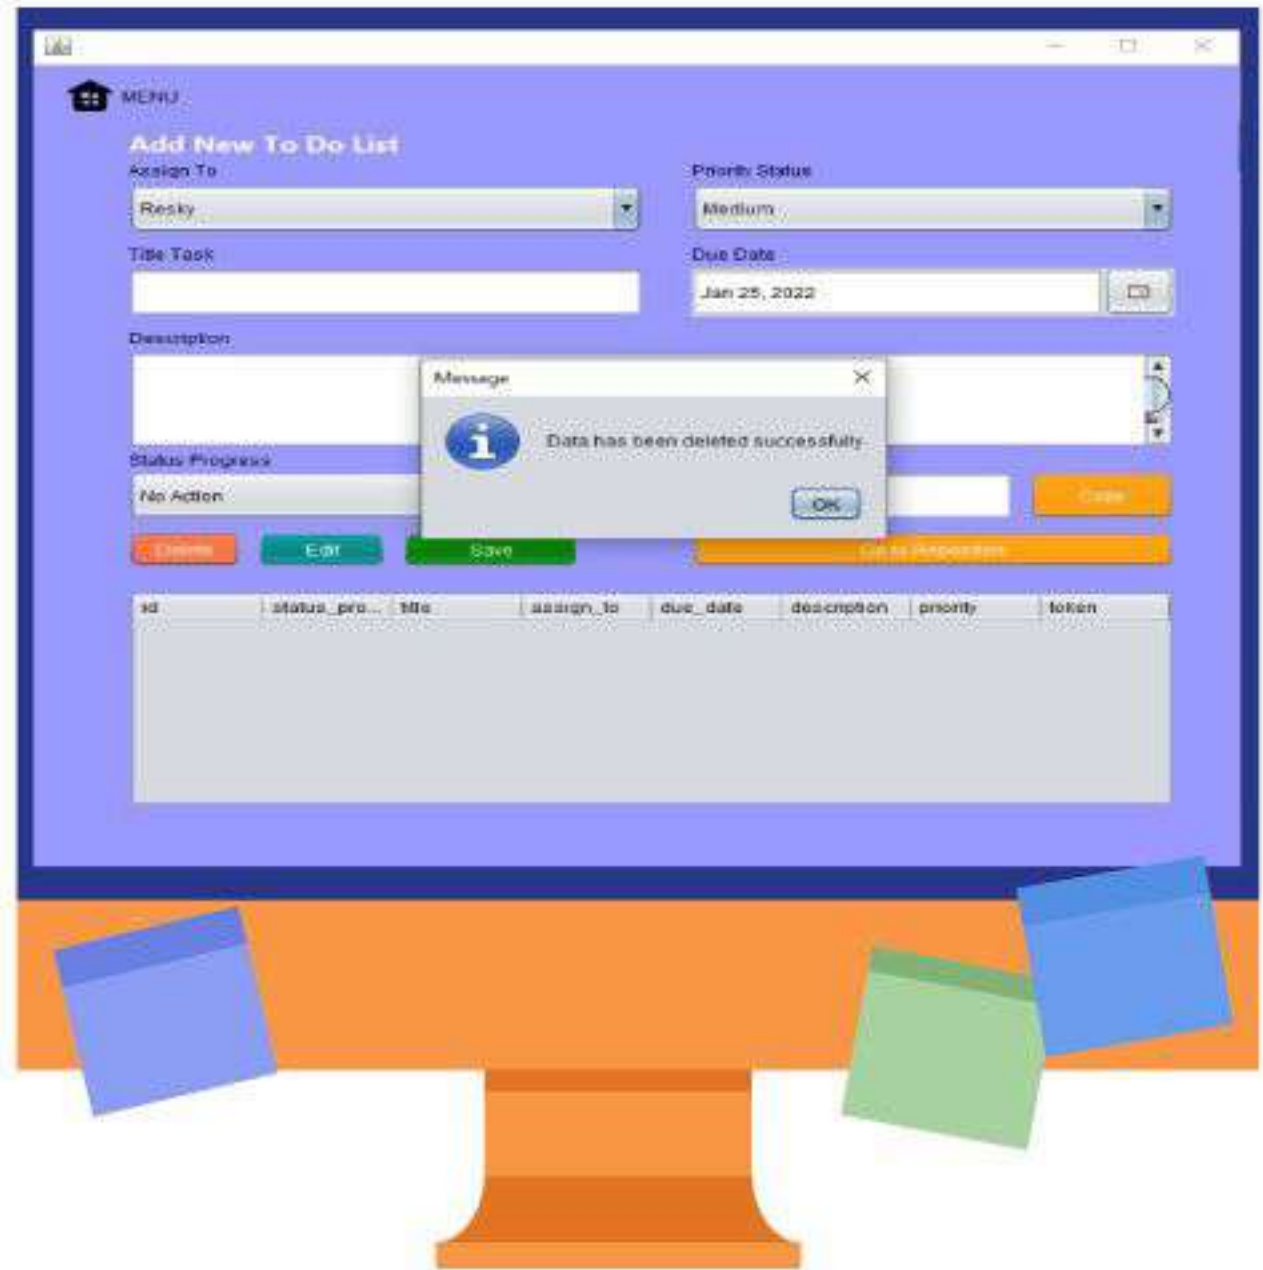 MENU
Add New To Do List
Assign To
Priority Status
Resky
Medium
Title Task
Due Date
Jan 25, 2022
Description
Message
Data has been deleted successfully
OK
Status Progress
No Action
Delete
Edit
Save
id
status_pro...
title
assign_to
due_date
description
priority
token